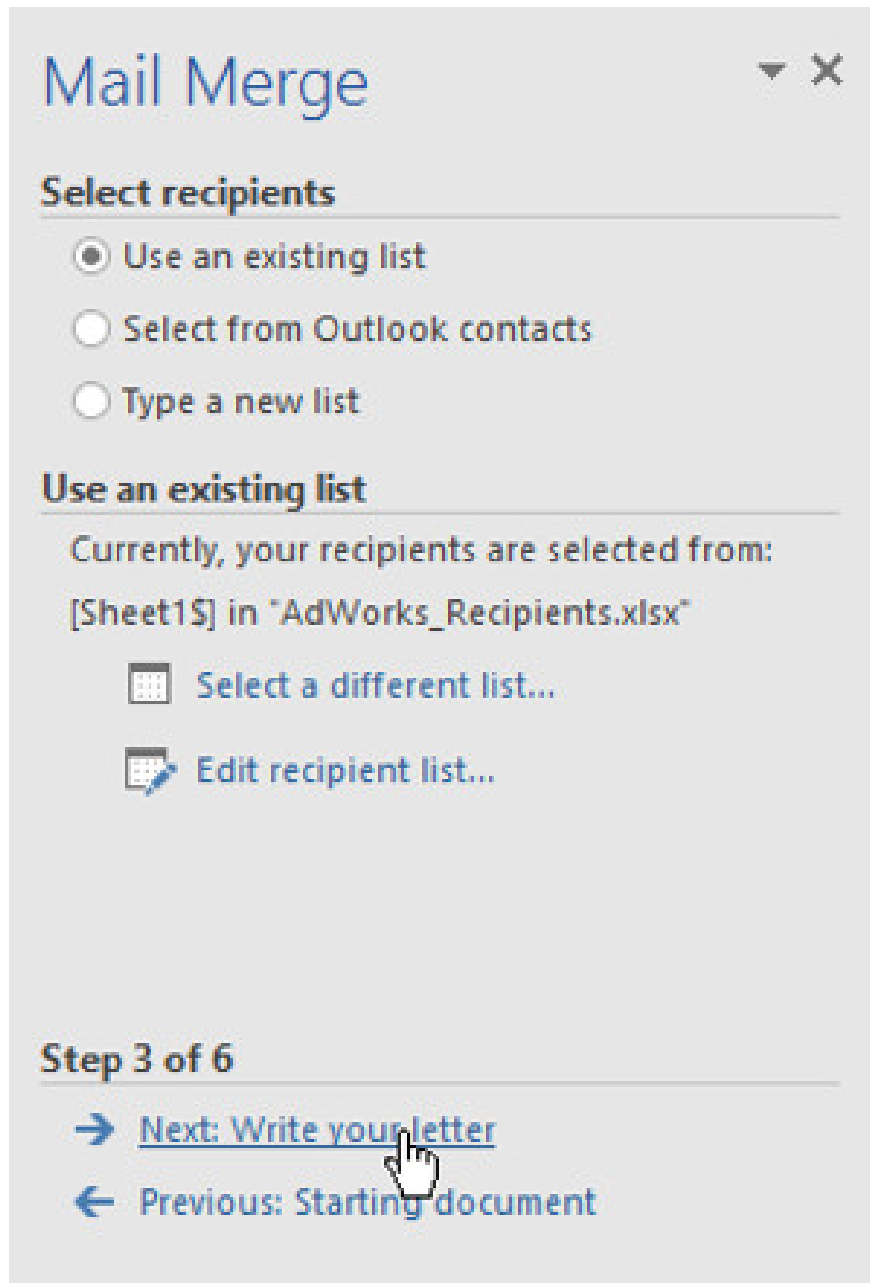 Mail Merge
Select recipients
Use an existing list
Select from Outlook contacts
Type a new list
Use an existing list
Currently, your recipients are selected from:
[Sheet1$] in "AdWorks_Recipients.xlsx"
Select a different list...
Edit recipient list...
Step 3 of 6
Next: Write your letter
Previous: Starting document